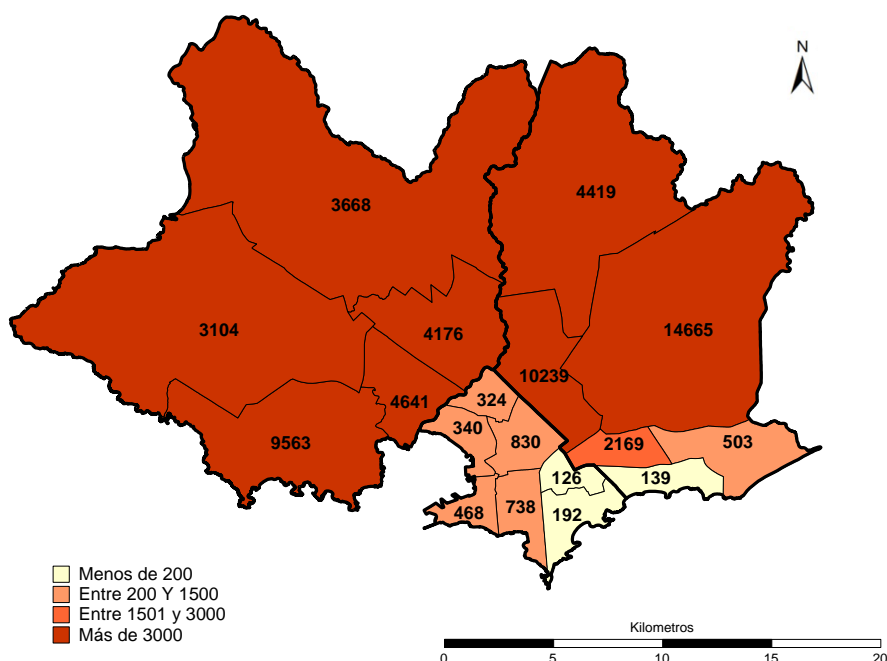 N
4419
3668
14665
3104
4176
10239
4641
324
340
830
9563
2169
503
126
139
468
738
192
Menos de 200
Entre 200 Y 1500
Entre 1501 y 3000
Más de 3000
Kilometros
0 5 10 15 20